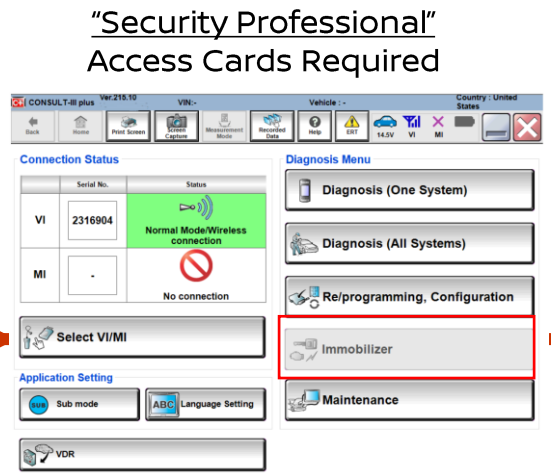 "Security Professional"
Access Cards Required
CONSULT-III plus Ver.215.10 VIN:- Vehicle : - Country : United States
Back Home Print Screen Screen Capture Measurement Mode Recorded Data Help ERT 14.5V VI MI
Connection Status
Serial No. Status
VI 2316904 Normal Mode/Wireless connection
MI - No connection
Select VI/MI
Application Setting
SUB Sub mode ABC Language Setting
VDR
Diagnosis Menu
Diagnosis (One System)
Diagnosis (All Systems)
Re/programming, Configuration
Immobilizer
Maintenance